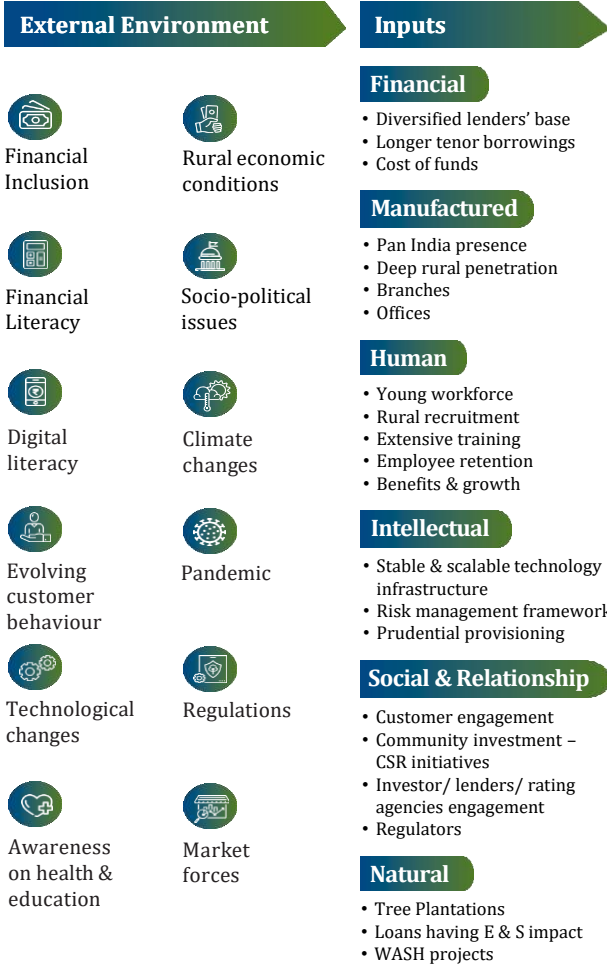 External Environment
Financial
Inclusion
Rural economic
conditions
Financial
Literacy
Socio-political
issues
Digital
literacy
Climate
changes
Evolving
customer
behaviour
Pandemic
Technological
changes
Regulations
Awareness
on health &
education
Market
forces
Inputs
Financial
• Diversified lenders’ base
• Longer tenor borrowings
• Cost of funds
Manufactured
• Pan India presence
• Deep rural penetration
• Branches
• Offices
Human
• Young workforce
• Rural recruitment
• Extensive training
• Employee retention
• Benefits & growth
Intellectual
• Stable & scalable technology
infrastructure
• Risk management framework
• Prudential provisioning
Social & Relationship
• Customer engagement
• Community investment –
CSR initiatives
• Investor/ lenders/ rating
agencies engagement
• Regulators
Natural
• Tree Plantations
• Loans having E & S impact
• WASH projects